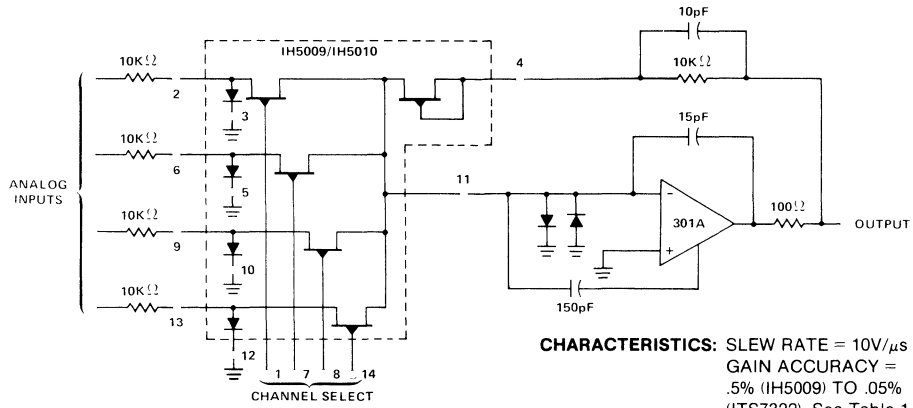 IH5009/IH5010
10pF
10KΩ
4
10KΩ
2
3
15pF
10KΩ
6
5
11
ANALOG
INPUTS
10KΩ
9
10
-
301A
+
100Ω
OUTPUT
10KΩ
13
12
150pF
1 7 8 14
CHANNEL SELECT
CHARACTERISTICS: SLEW RATE = 10V/μs
GAIN ACCURACY =
.5% (IH5009) TO .05%